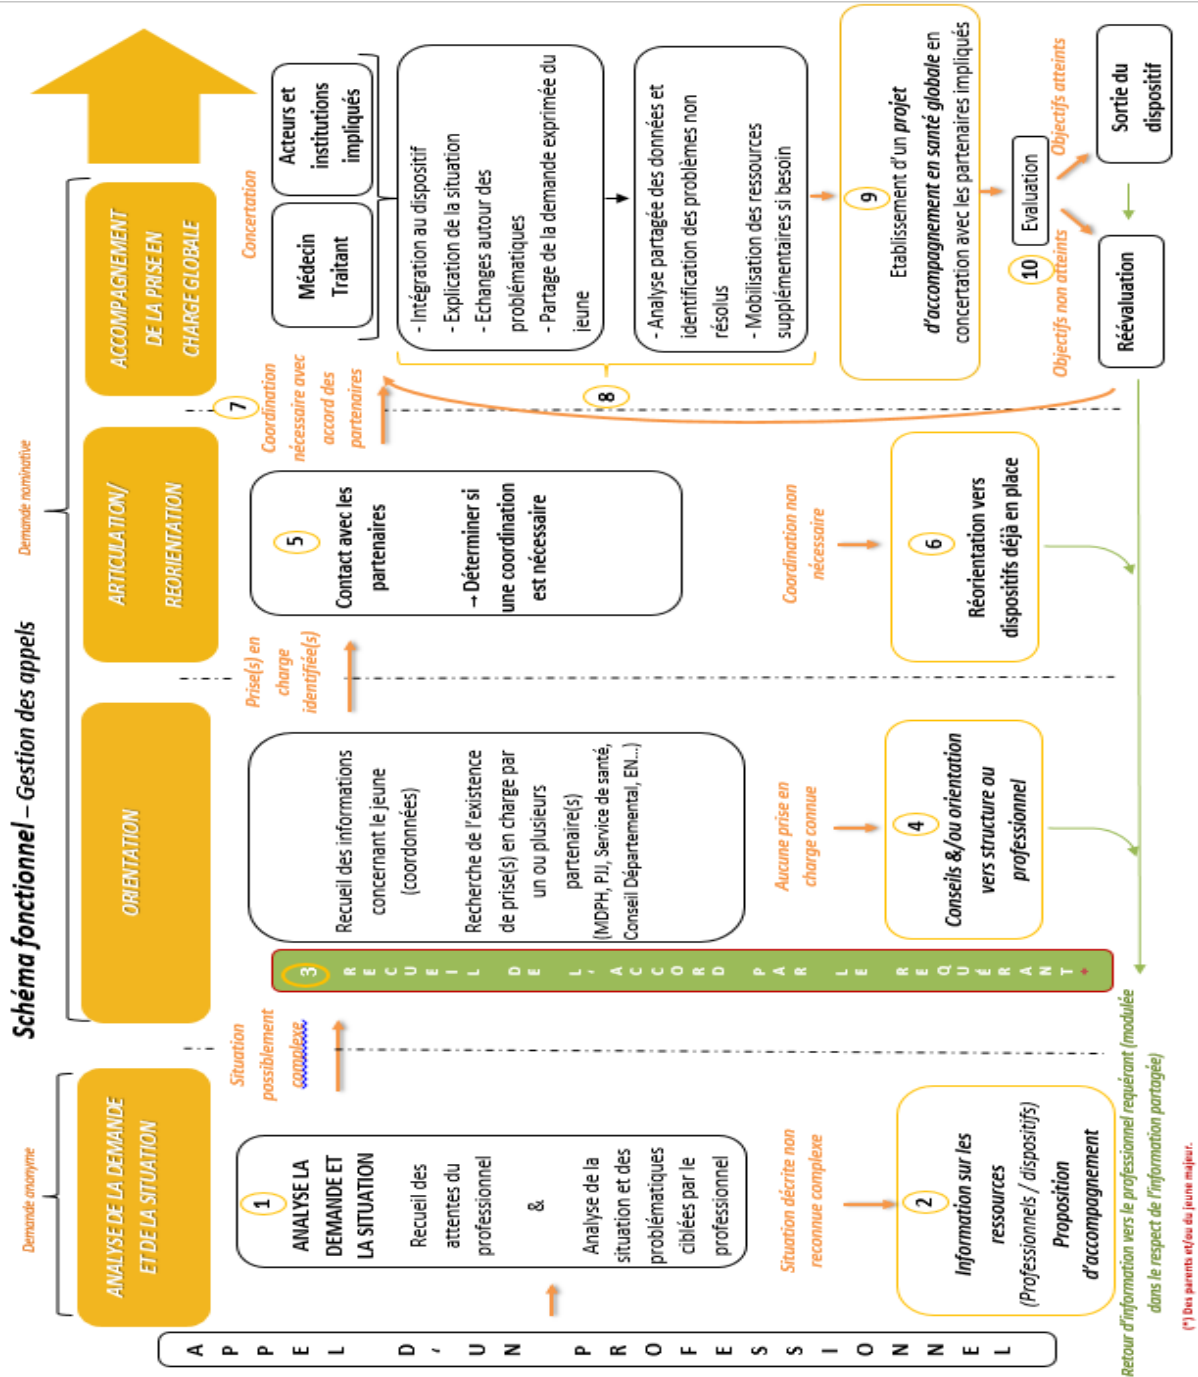 Schéma fonctionnel – Gestion des appels
Demande anonyme
Demande nominative
ANALYSE DE LA DEMANDE
ET DE LA SITUATION
ORIENTATION
ARTICULATION/
REORIENTATION
ACCOMPAGNEMENT
DE LA PRISE EN
CHARGE GLOBALE
APPEL D'UN PROFESSIONNEL
1
ANALYSE LA
DEMANDE ET
LA SITUATION
Recueil des
attentes du
professionnel
&
Analyse de la
situation et des
problématiques
ciblées par le
professionnel
Situation décrite non
reconnue complexe
2
Information sur les
ressources
(Professionnels / dispositifs)
Proposition
d'accompagnement
Situation
possiblement
complexe
3
RECUEIL DE L'ACCORD PAR LE REQUÉRANT*
Recueil des informations
concernant le jeune
(coordonnées)
Recherche de l'existence
de prise(s) en charge par
un ou plusieurs
partenaire(s)
(MDPH, PJJ, Service de santé,
Conseil Départemental, EN...)
Aucune prise en
charge connue
4
Conseils &/ou orientation
vers structure ou
professionnel
Prise(s) en
charge
identifiée(s)
5
Contact avec les
partenaires
→ Déterminer si
une coordination
est nécessaire
Coordination non
nécessaire
6
Réorientation vers
dispositifs déjà en place
7
Coordination
nécessaire avec
accord des
partenaires
Concertation
Médecin
Traitant
Acteurs et
institutions
impliqués
8
- Intégration au dispositif
- Explication de la situation
- Echanges autour des
problématiques
- Partage de la demande exprimée du
jeune
- Analyse partagée des données et
identification des problèmes non
résolus
- Mobilisation des ressources
supplémentaires si besoin
9
Etablissement d'un projet
d'accompagnement en santé globale en
concertation avec les partenaires impliqués
10
Evaluation
Objectifs non atteints
Objectifs atteints
Réévaluation
Sortie du
dispositif
Retour d'information vers le professionnel requérant (modulée
dans le respect de l'information partagée)
(*) Des parents et/ou du jeune majeur.